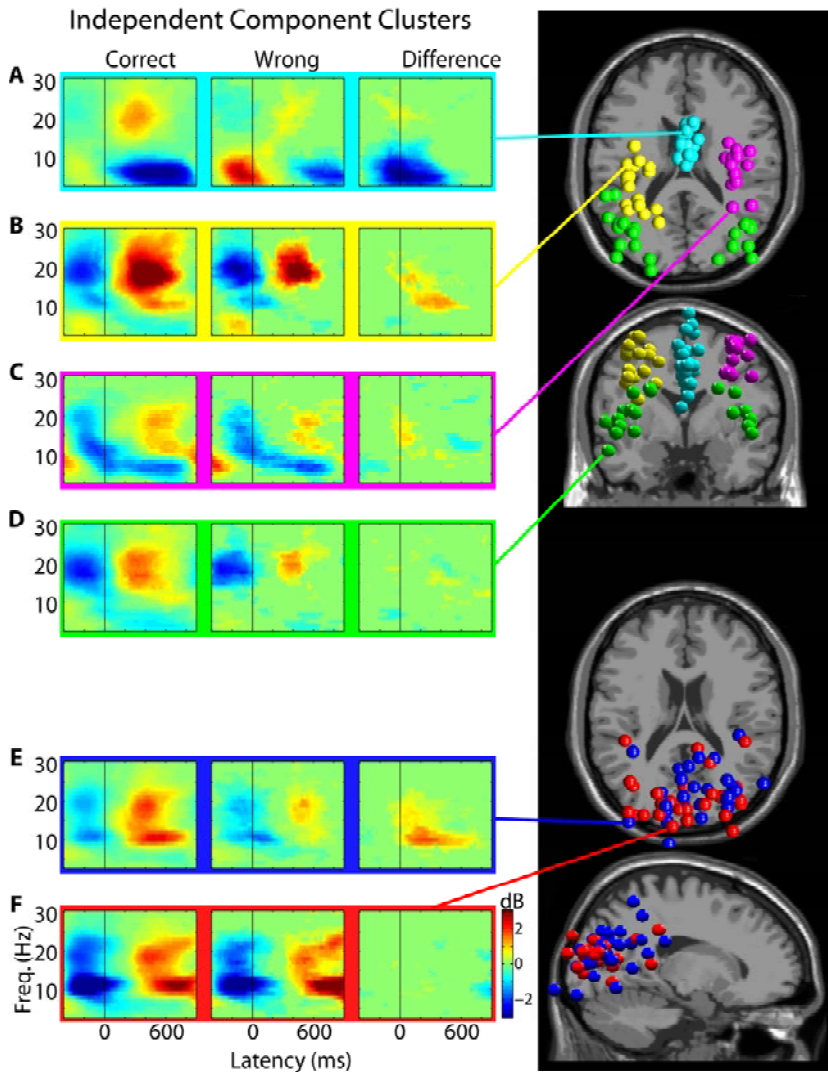 Independent Component Clusters
Correct Wrong Difference
A
30
20
10
B
30
20
10
C
30
20
10
D
30
20
10
E
30
20
10
F
30
20
10
Freq. (Hz)
dB
2
0
−2
0 600 0 600 0 600
Latency (ms)